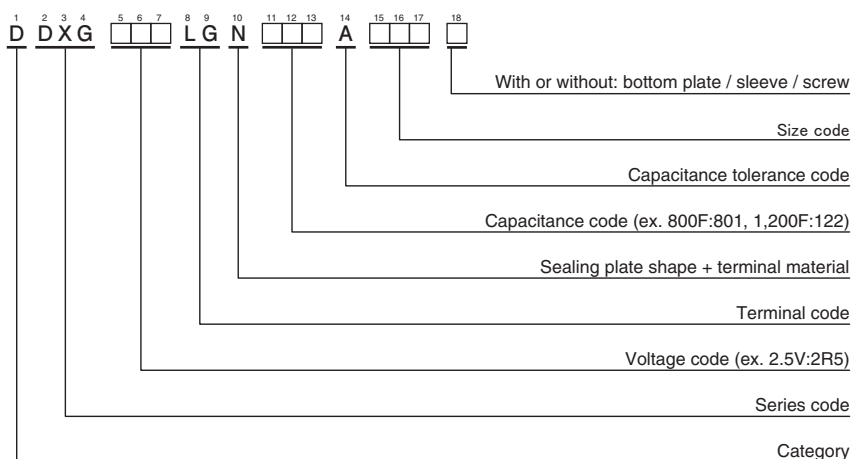 1 2 3 4 5 6 7 8 9 10 11 12 13 14 15 16 17 18
D DXG □□□ LG N □□□ A □□□ □
With or without: bottom plate / sleeve / screw
Size code
Capacitance tolerance code
Capacitance code (ex. 800F:801, 1,200F:122)
Sealing plate shape + terminal material
Terminal code
Voltage code (ex. 2.5V:2R5)
Series code
Category